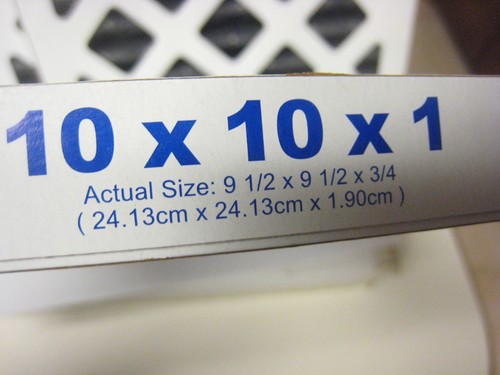 10 x 10 x 1
Actual Size: 9 1/2 x 9 1/2 x 3/4
( 24.13cm x 24.13cm x 1.90cm )